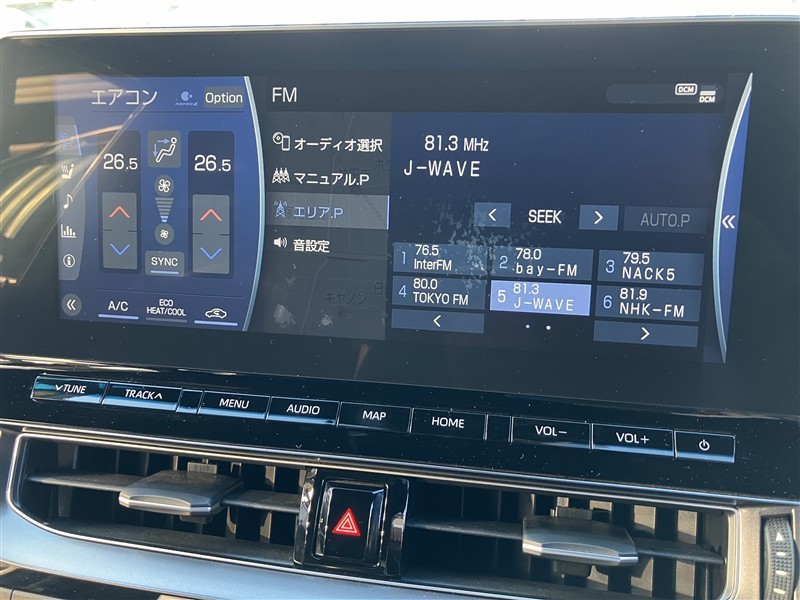 エアコン Option
FM
DCM
DCM
26.5 26.5
SYNC
A/C ECO HEAT/COOL
オーディオ選択
マニュアル.P
エリア.P
音設定
81.3 MHz
J-WAVE
< SEEK > AUTO.P
1 76.5 InterFM
2 78.0 bay-FM
3 79.5 NACK5
4 80.0 TOKYO FM
5 81.3 J-WAVE
6 81.9 NHK-FM
< >
TUNE TRACK MENU AUDIO MAP HOME VOL- VOL+